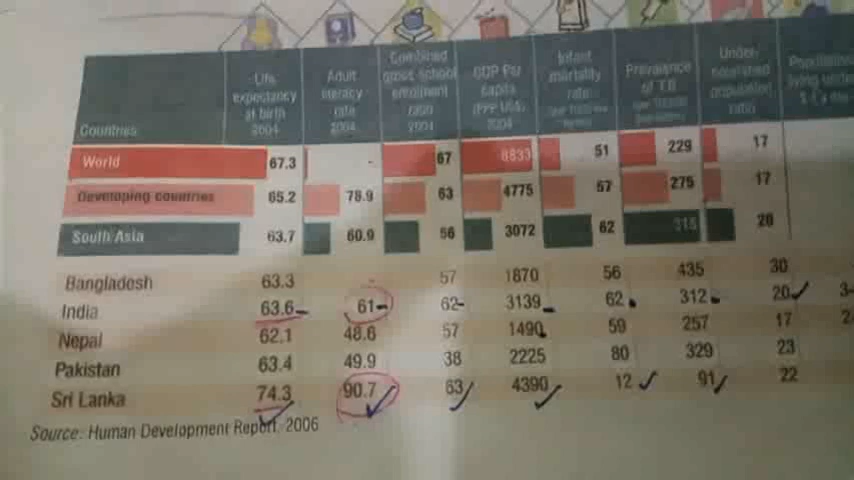 Countries Life expectancy at birth 2004 Adult literacy rate 2004 Combined gross school enrolment ratio 2004 GDP Per capita (PPP US$) 2004 Infant mortality rate Prevalence of T.B Under-nourished population ratio Population living under
World 67.3 - 67 8833 51 229 17
Developing countries 65.2 78.9 63 4775 57 275 17
South Asia 63.7 60.9 56 3072 62 315 20
Bangladesh 63.3 57 1870 56 435 30
India 63.6 61 62 3139 62 312 20
Nepal 62.1 48.6 57 1490 59 257 17
Pakistan 63.4 49.9 38 2225 80 329 23
Sri Lanka 74.3 90.7 63 4390 12 91 22
Source: Human Development Report, 2006